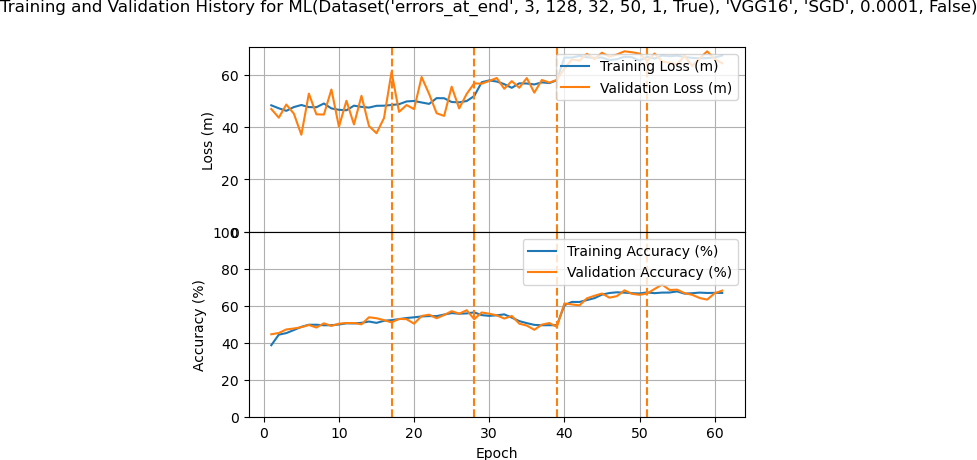 Training and Validation History for ML(Dataset('errors_at_end', 3, 128, 32, 50, 1, True), 'VGG16', 'SGD', 0.0001, False)
Training Loss (m)
Validation Loss (m)
60
40
20
0
Loss (m)
Training Accuracy (%)
Validation Accuracy (%)
100
80
60
40
20
0
Accuracy (%)
0 10 20 30 40 50 60
Epoch